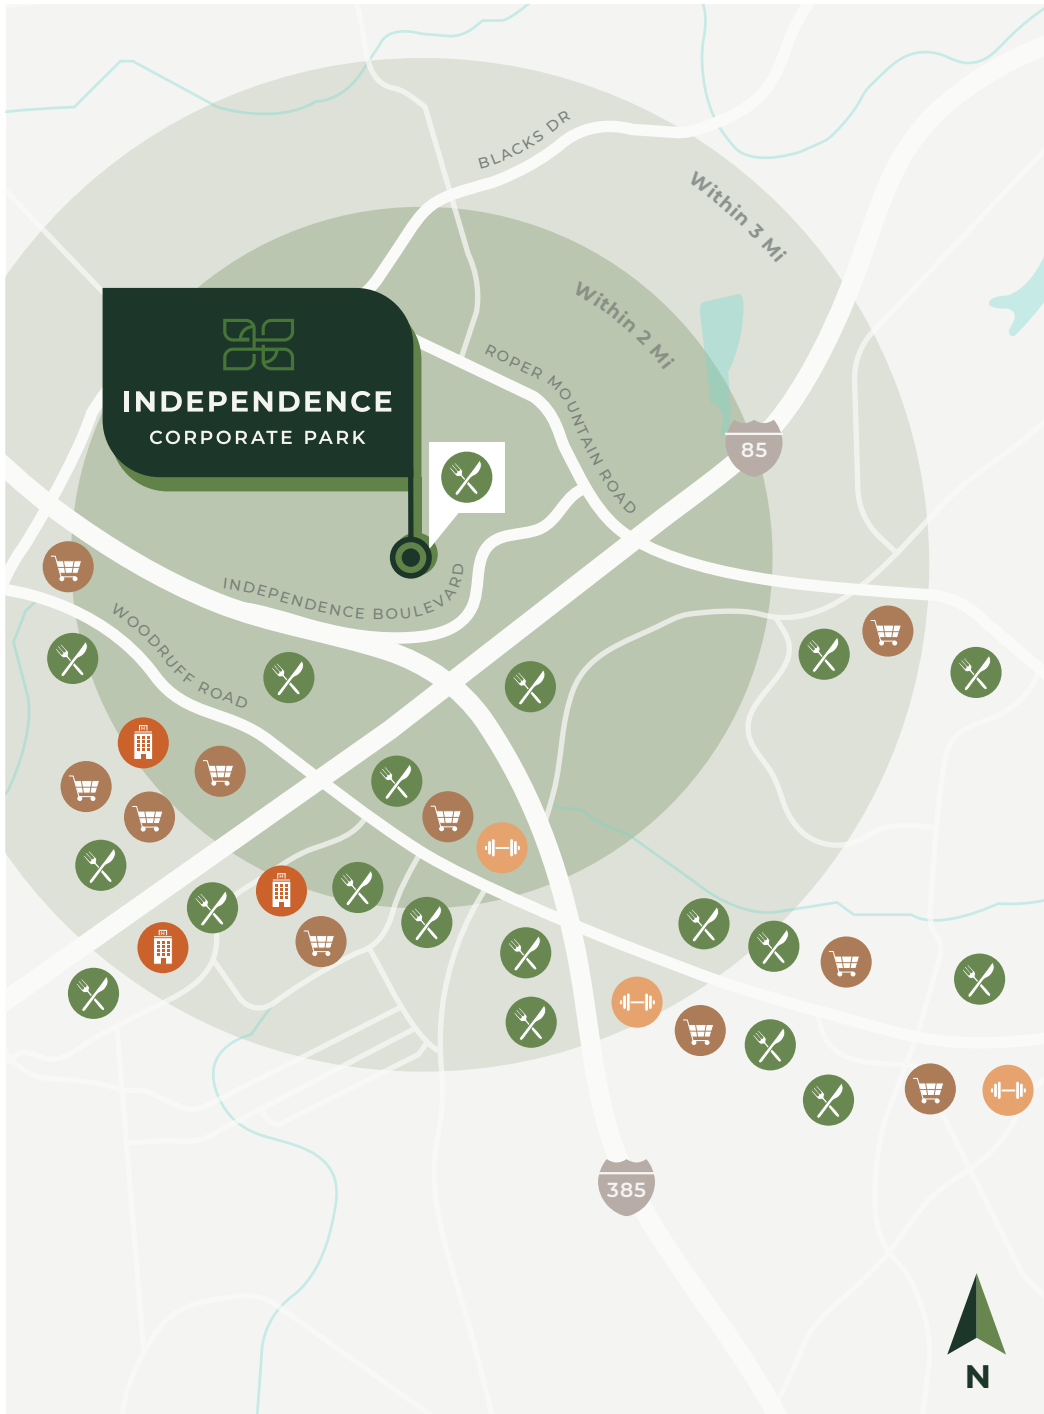 BLACKS DR
Within 3 Mi
Within 2 Mi
INDEPENDENCE
CORPORATE PARK
ROPER MOUNTAIN ROAD
85
INDEPENDENCE BOULEVARD
WOODRUFF ROAD
385
N